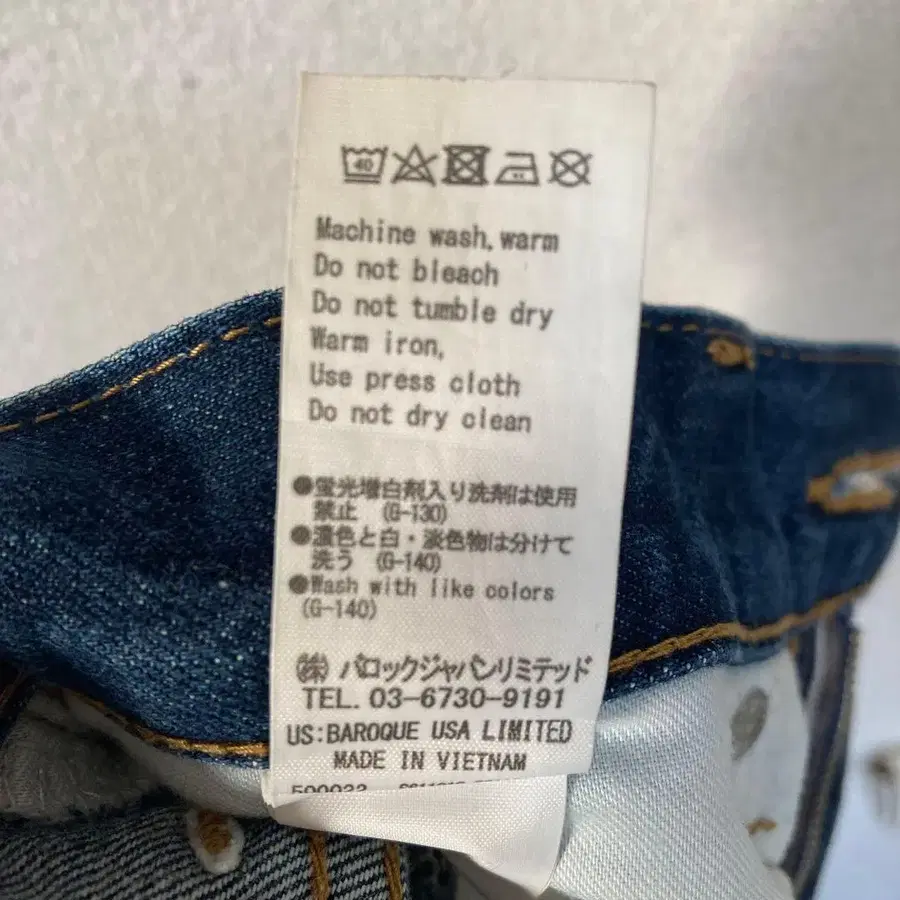 40
Machine wash, warm
Do not bleach
Do not tumble dry
Warm iron,
Use press cloth
Do not dry clean
●蛍光増白剤入り洗剤は使用
禁止 (G-130)
●濃色と白・淡色物は分けて
洗う (G-140)
●Wash with like colors
(G-140)
㈱ バロックジャパンリミテッド
TEL. 03-6730-9191
US:BAROQUE USA LIMITED
MADE IN VIETNAM